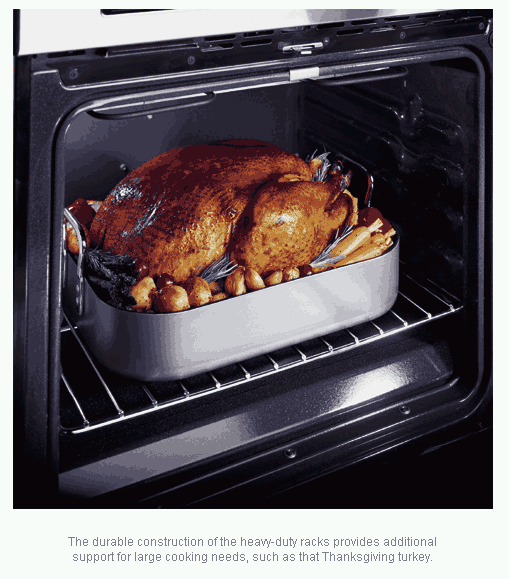 The durable construction of the heavy-duty racks provides additional
support for large cooking needs, such as that Thanksgiving turkey.